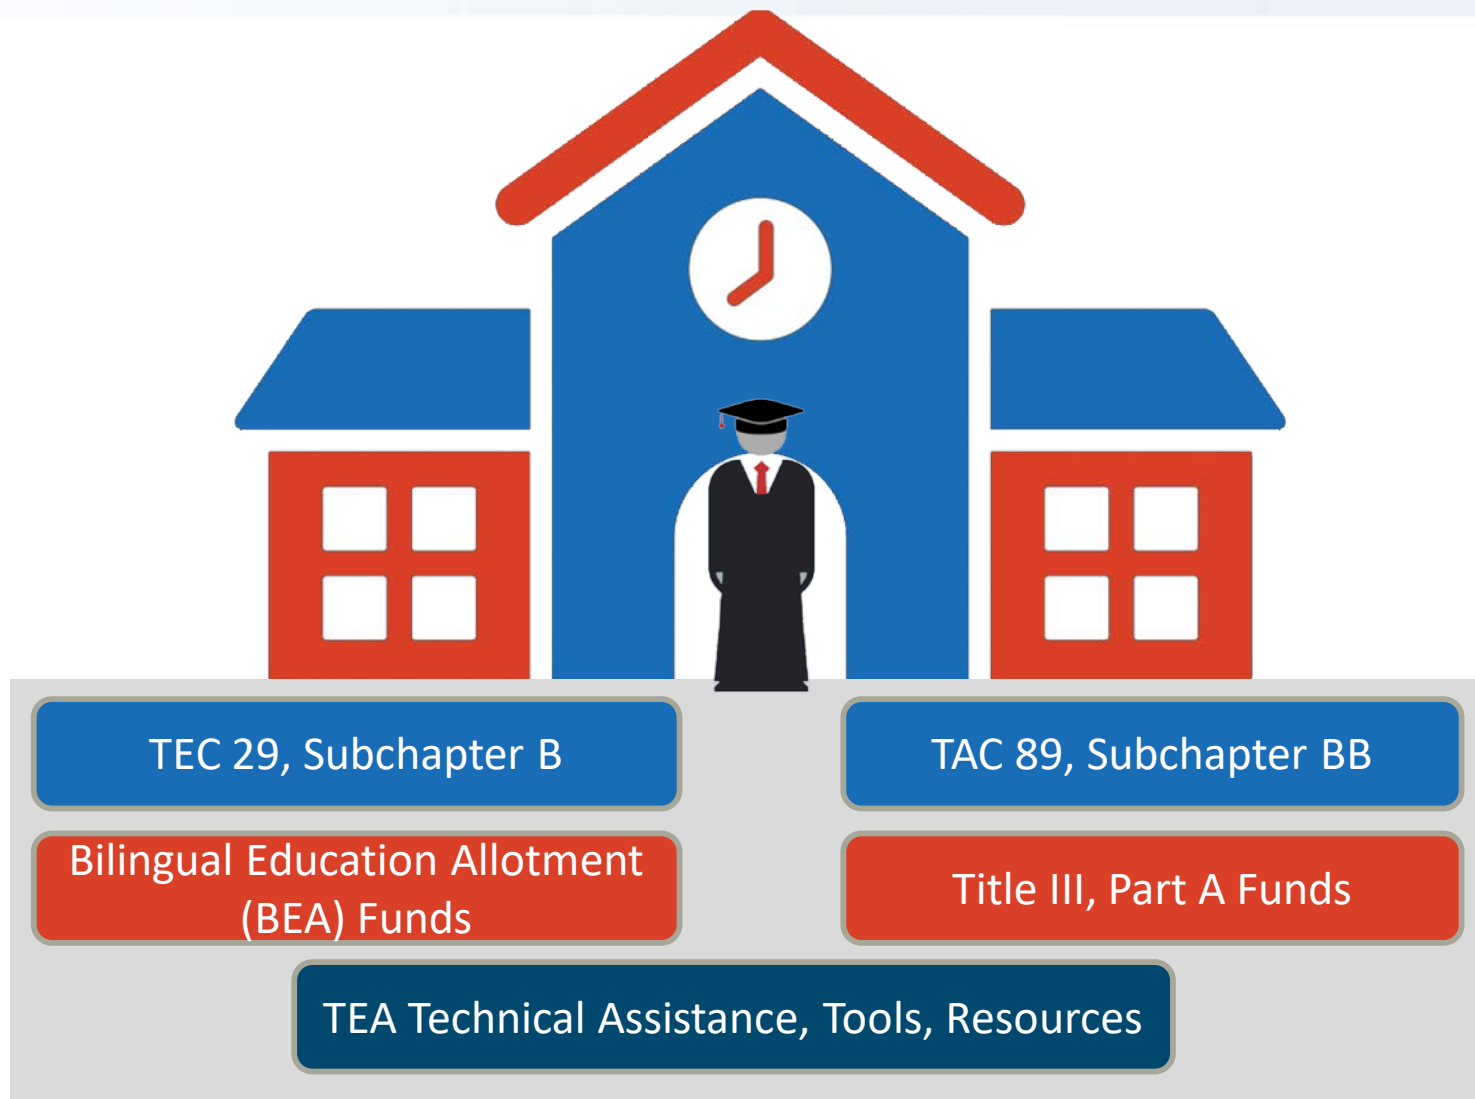 TEC 29, Subchapter B
TAC 89, Subchapter BB
Bilingual Education Allotment
(BEA) Funds
Title III, Part A Funds
TEA Technical Assistance, Tools, Resources